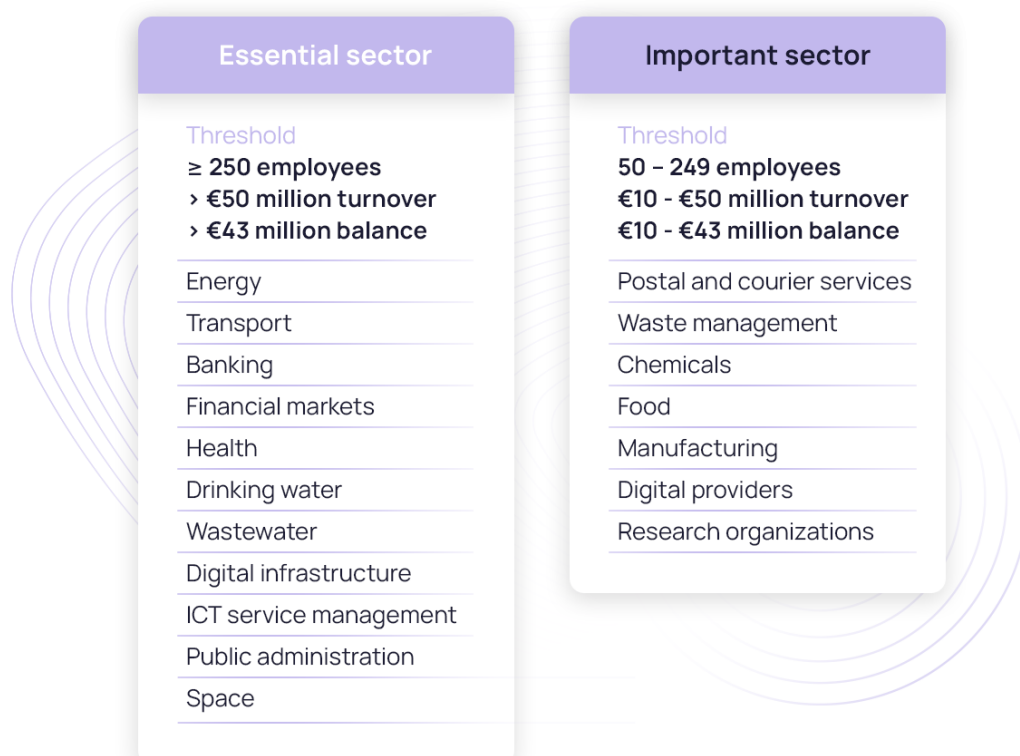 Essential sector
Threshold
≥ 250 employees
> €50 million turnover
> €43 million balance
Energy
Transport
Banking
Financial markets
Health
Drinking water
Wastewater
Digital infrastructure
ICT service management
Public administration
Space
Important sector
Threshold
50 – 249 employees
€10 - €50 million turnover
€10 - €43 million balance
Postal and courier services
Waste management
Chemicals
Food
Manufacturing
Digital providers
Research organizations